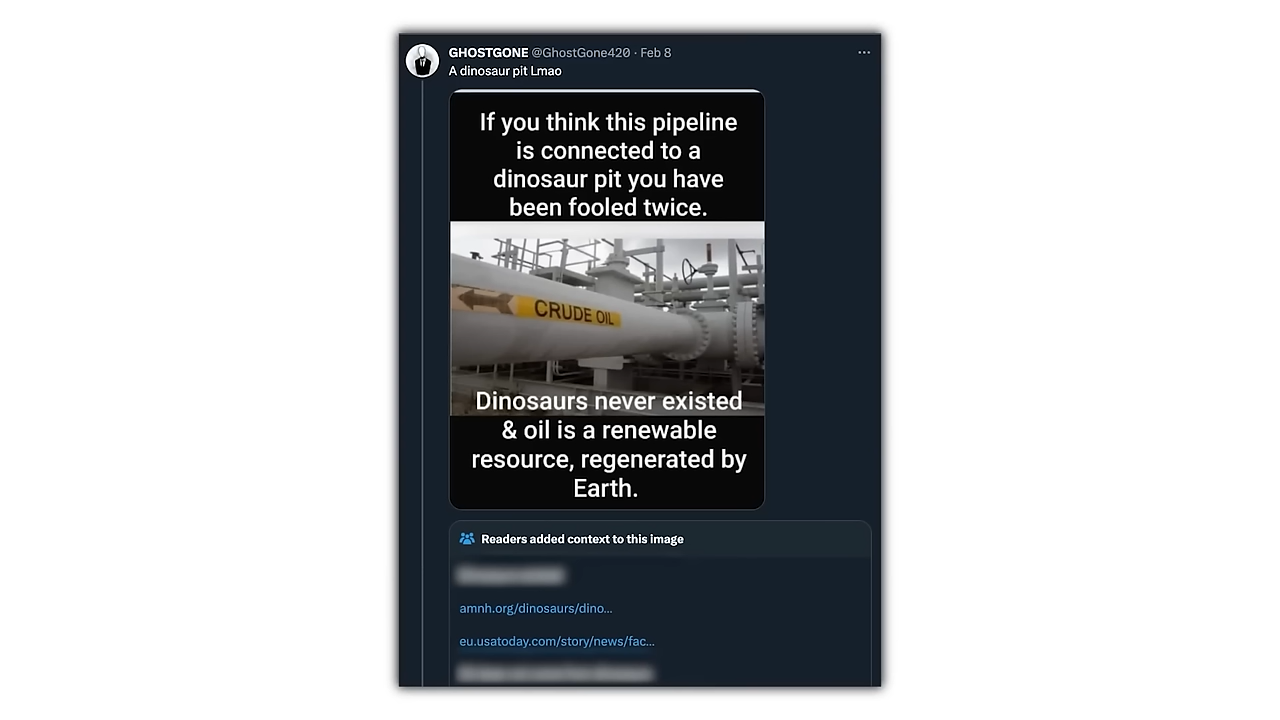 GHOSTGONE @GhostGone420 · Feb 8
A dinosaur pit Lmao
If you think this pipeline
is connected to a
dinosaur pit you have
been fooled twice.
CRUDE OIL
Dinosaurs never existed
& oil is a renewable
resource, regenerated by
Earth.
Readers added context to this image
amnh.org/dinosaurs/dino...
eu.usatoday.com/story/news/fac...